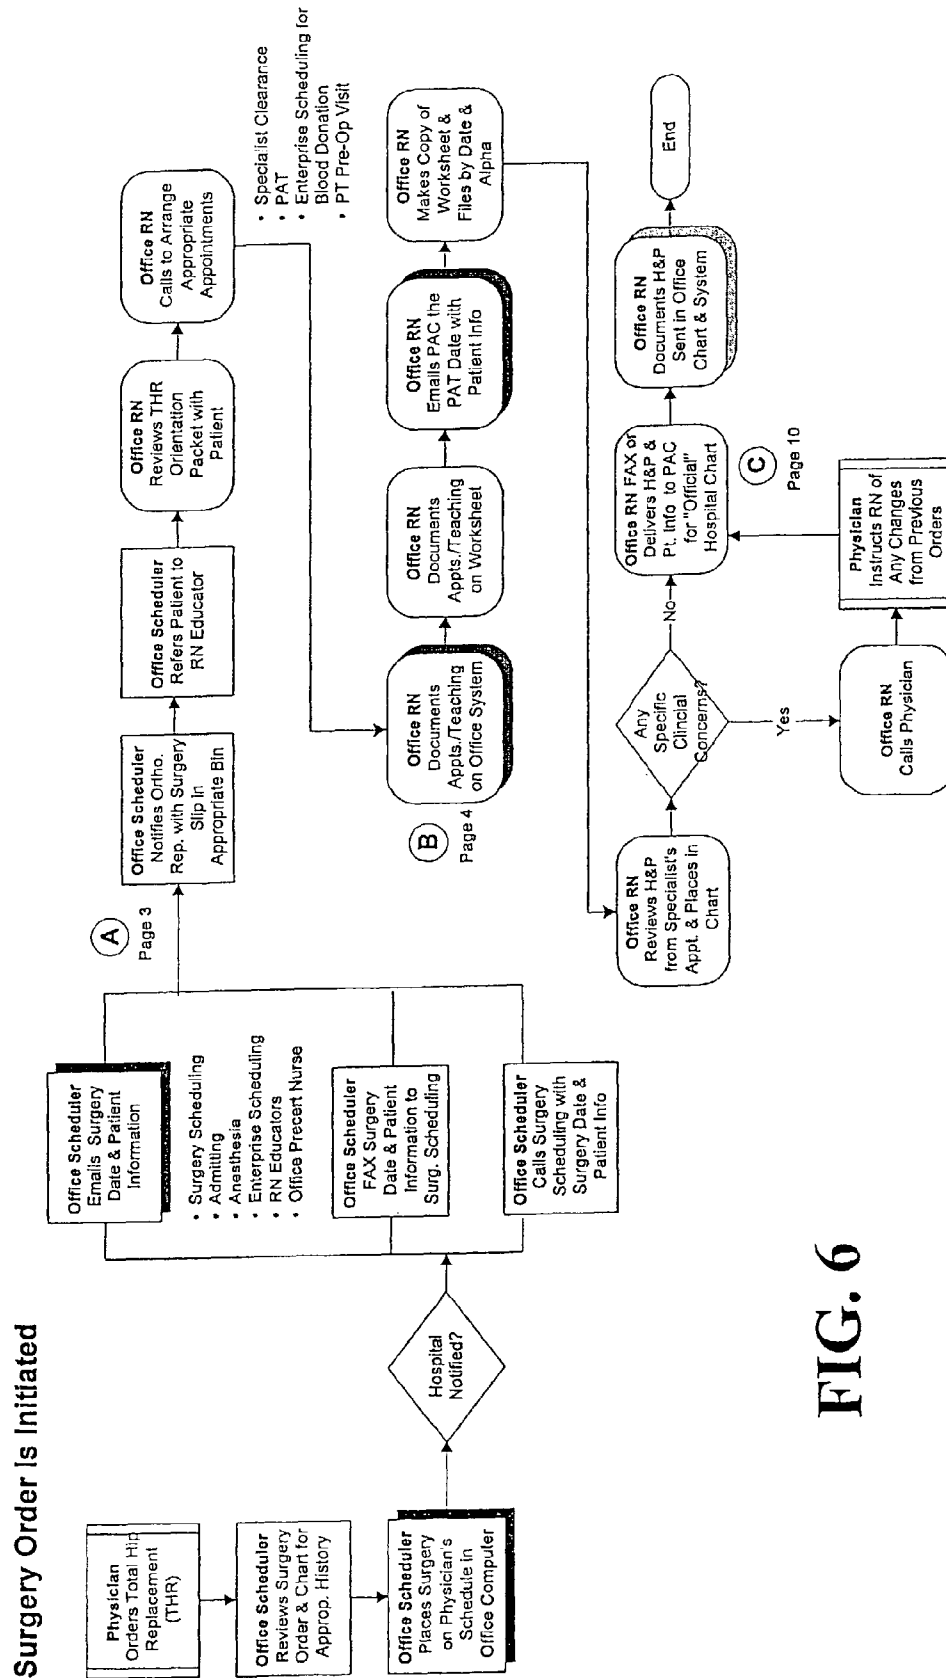 Surgery Order Is Initiated
Physician
Orders Total Hip
Replacement
(THR)
Office Scheduler
Reviews Surgery
Order & Chart for
Approp. History
Office Scheduler
Places Surgery
on Physician's
Schedule in
Office Computer
Hospital
Notified?
Office Scheduler
Emails Surgery
Date & Patient
Information
• Surgery Scheduling
• Admitting
• Anesthesia
• Enterprise Scheduling
• RN Educators
• Office Precert Nurse
Office Scheduler
FAX Surgery
Date & Patient
Information to
Surg. Scheduling
Office Scheduler
Calls Surgery
Scheduling with
Surgery Date &
Patient Info
A
Page 3
Office Scheduler
Notifies Ortho.
Rep. with Surgery
Slip In
Appropriate Bin
Office Scheduler
Refers Patient to
RN Educator
Office RN
Reviews THR
Orientation
Packet with
Patient
Office RN
Calls to Arrange
Appropriate
Appointments
• Specialist Clearance
• PAT
• Enterprise Scheduling for
Blood Donation
• PT Pre-Op Visit
B
Page 4
Office RN
Documents
Appts./Teaching
on Office System
Office RN
Documents
Appts./Teaching
on Worksheet
Office RN
Emails PAC the
PAT Date with
Patient Info
Office RN
Makes Copy of
Worksheet &
Files by Date &
Alpha
Office RN
Reviews H&P
from Specialist's
Appt. & Places in
Chart
Any
Specific
Clincial
Concerns?
No
Yes
Office RN
Calls Physician
Physician
Instructs RN of
Any Changes
from Previous
Orders
Office RN FAX or
Delivers H&P &
Pt. Info to PAC
for "Official"
Hospital Chart
C
Page 10
Office RN
Documents H&P
Sent in Office
Chart & System
End
FIG. 6